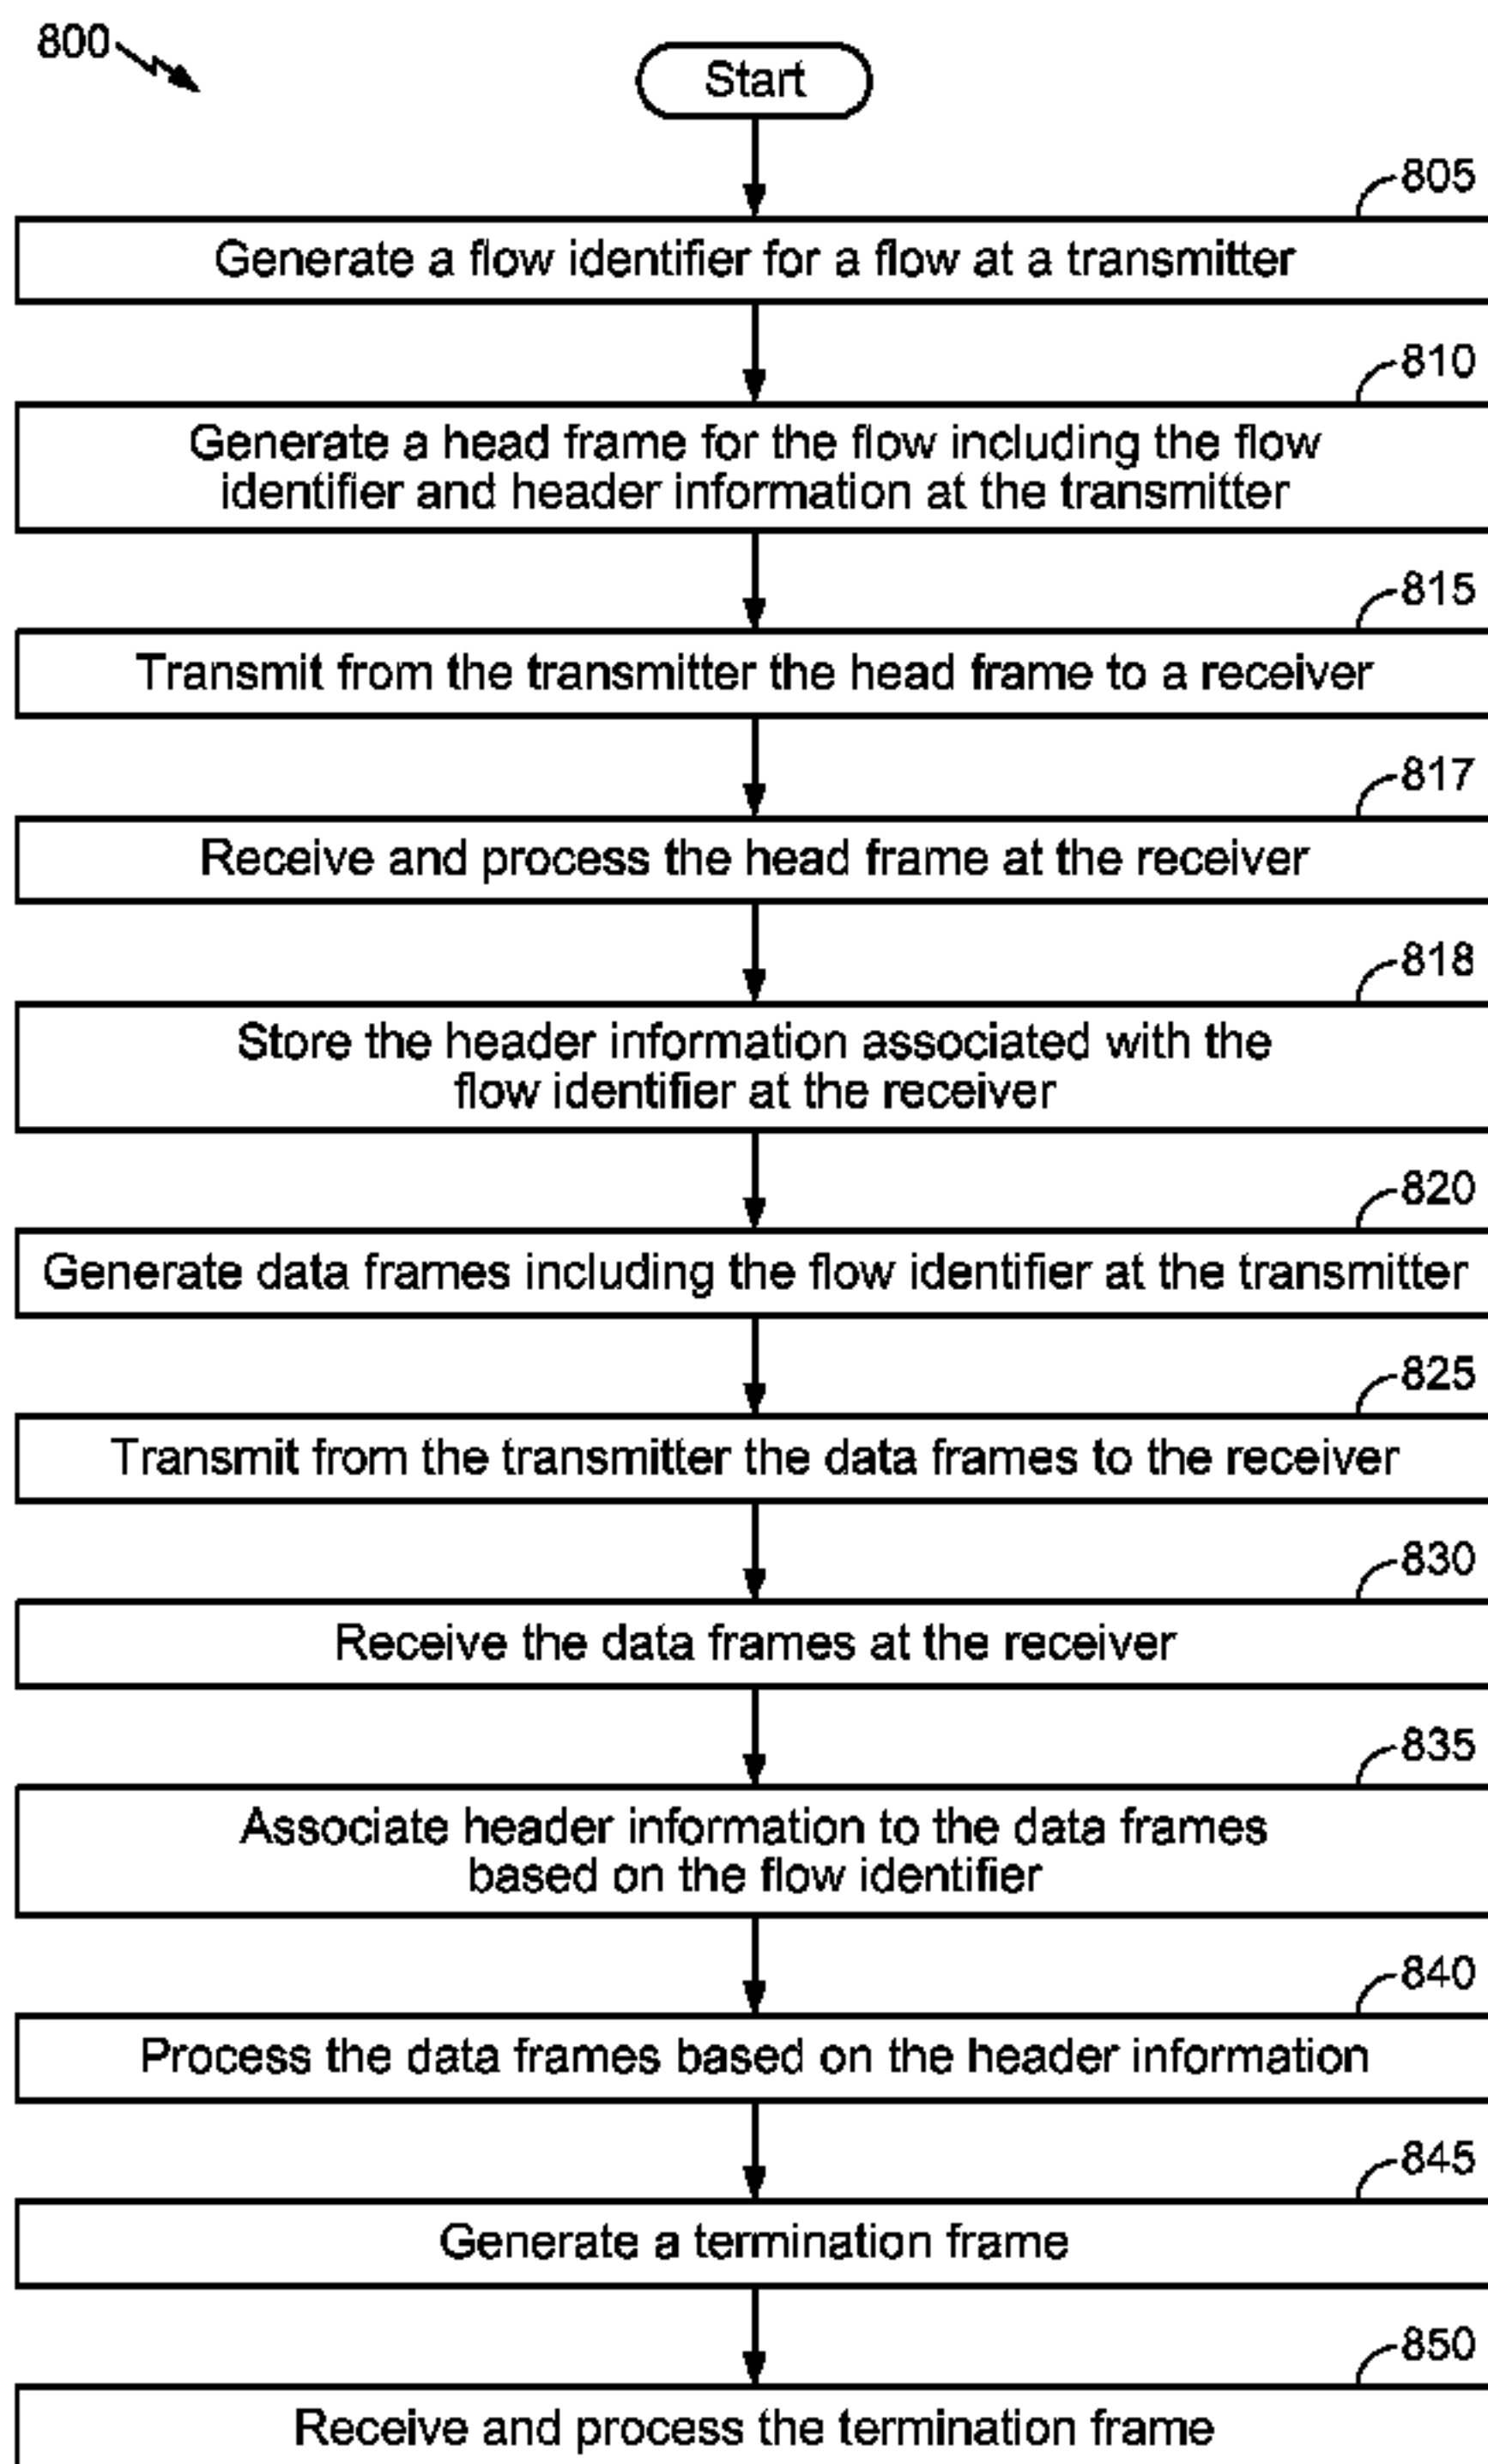 800
Start
805
Generate a flow identifier for a flow at a transmitter
810
Generate a head frame for the flow including the flow
identifier and header information at the transmitter
815
Transmit from the transmitter the head frame to a receiver
817
Receive and process the head frame at the receiver
818
Store the header information associated with the
flow identifier at the receiver
820
Generate data frames including the flow identifier at the transmitter
825
Transmit from the transmitter the data frames to the receiver
830
Receive the data frames at the receiver
835
Associate header information to the data frames
based on the flow identifier
840
Process the data frames based on the header information
845
Generate a termination frame
850
Receive and process the termination frame